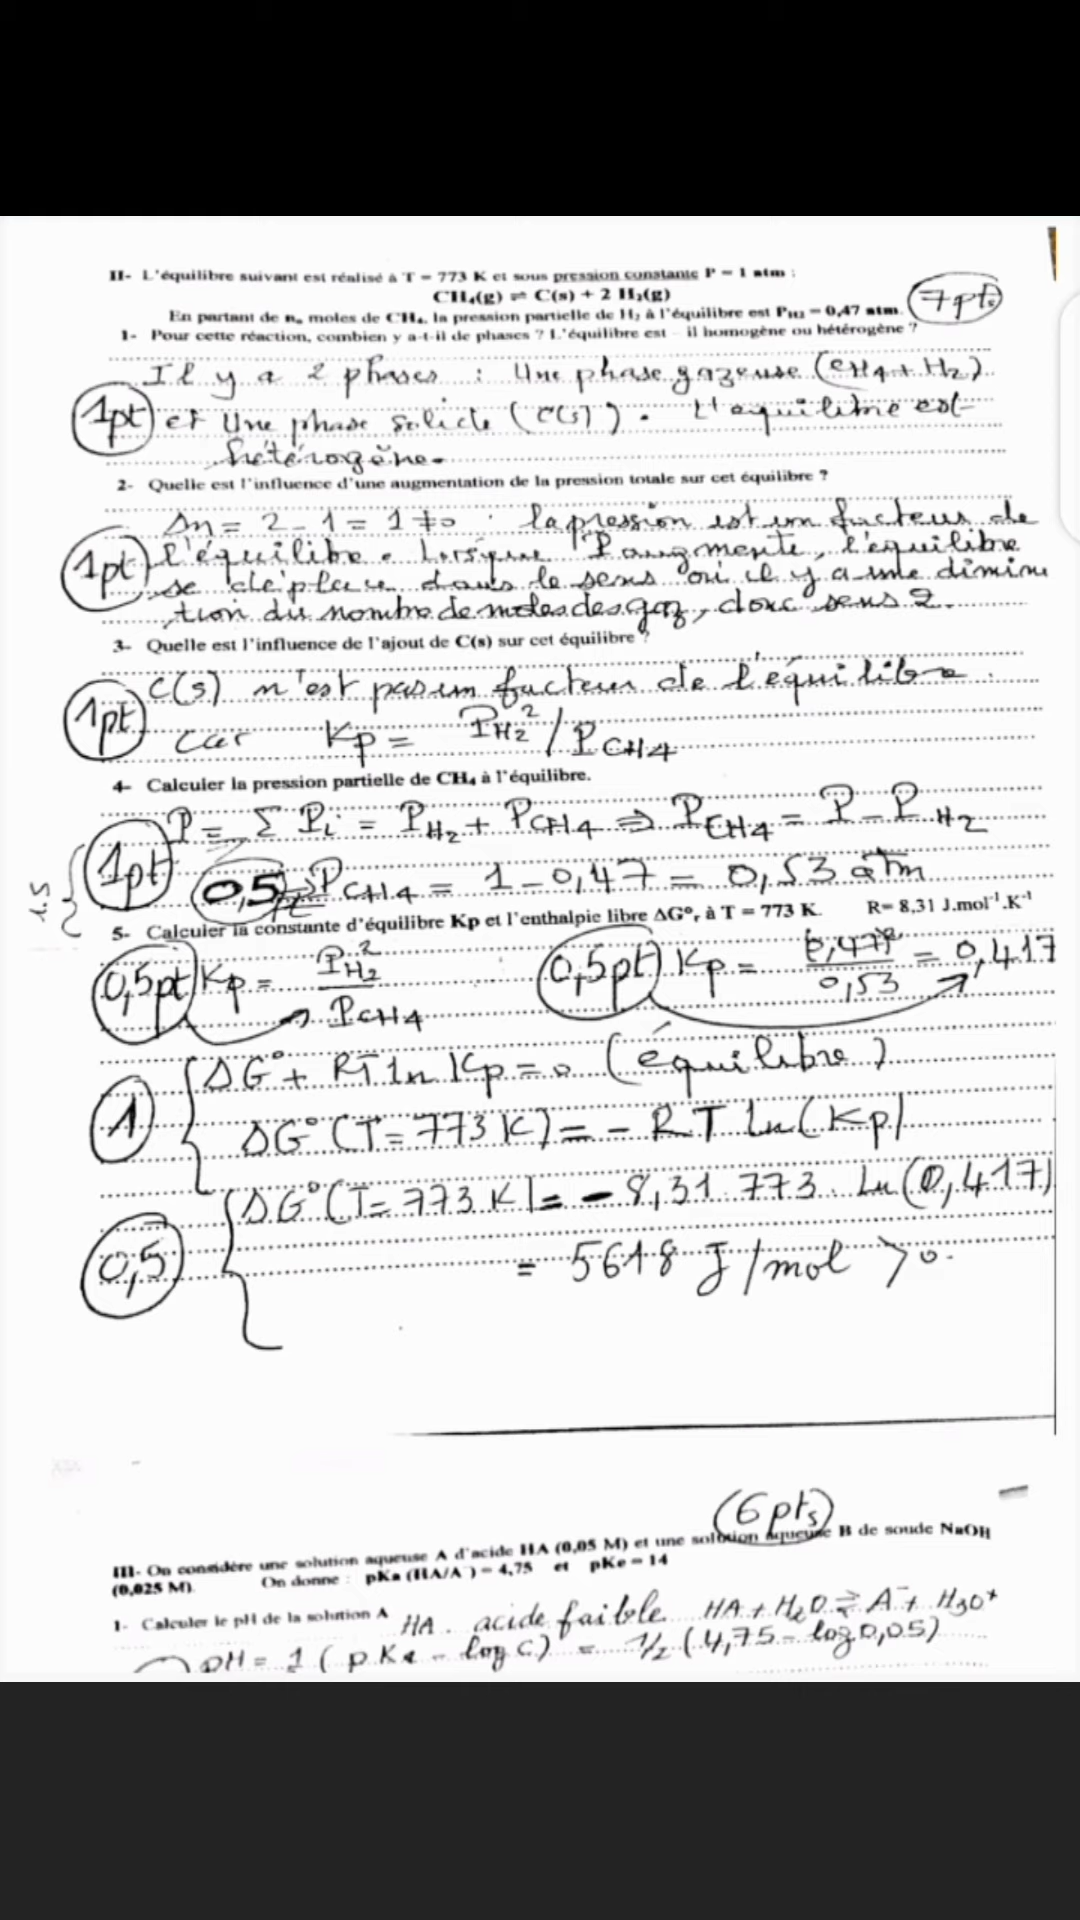 II- L'équilibre suivant est réalisé à T = 773 K et sous pression constante P = 1 atm :
CH₄(g) ⇌ C(s) + 2 H₂(g)
7pts
En partant de n₀ moles de CH₄, la pression partielle de H₂ à l'équilibre est P_H2 = 0,47 atm.
1- Pour cette réaction, combien y a-t-il de phases ? L'équilibre est - il homogène ou hétérogène ?
Il y a 2 phases : Une phase gazeuse (CH4 + H2)
1pt et Une phase solide (C(s)). L'équilibre est
hétérogène.
2- Quelle est l'influence d'une augmentation de la pression totale sur cet équilibre ?
Δn = 2 - 1 = 1 ≠ 0 : la pression est un facteur de
1pt l'équilibre. Lorsque P augmente, l'équilibre
se déplace dans le sens où il y a une diminu
tion du nombre de moles des gaz, donc sens 2.
3- Quelle est l'influence de l'ajout de C(s) sur cet équilibre ?
C(s) n'est pas un facteur de l'équilibre
1pt car Kp = P_H2² / P_CH4
4- Calculer la pression partielle de CH₄ à l'équilibre.
P = Σ Pi = P_H2 + P_CH4 ⇒ P_CH4 = P - P_H2
1.5 1pt 0,5 P_CH4 = 1 - 0,47 = 0,53 atm
5- Calculer la constante d'équilibre Kp et l'enthalpie libre ΔG°, à T = 773 K. R= 8,31 J.mol⁻¹.K⁻¹
0,5pt Kp = P_H2² / P_CH4 0,5pt Kp = (0,47)² / 0,53 = 0,417
ΔG° + RT ln Kp = 0 (équilibre)
1 ΔG° (T = 773 K) = - RT Ln (Kp)
ΔG° (T = 773 K) = - 8,31. 773. Ln (0,417)
0,5 = 5618 J/mol > 0.
6pts
III- On considère une solution aqueuse A d'acide HA (0,05 M) et une solution aqueuse B de soude NaOH
(0,025 M). On donne : pKa (HA/A⁻) = 4,75 et pKe = 14
1- Calculer le pH de la solution A HA. acide faible HA + H2O ⇌ A⁻ + H3O⁺
pH = 1 ( pKa - log C) = 1/2 ( 4,75 - log 0,05)